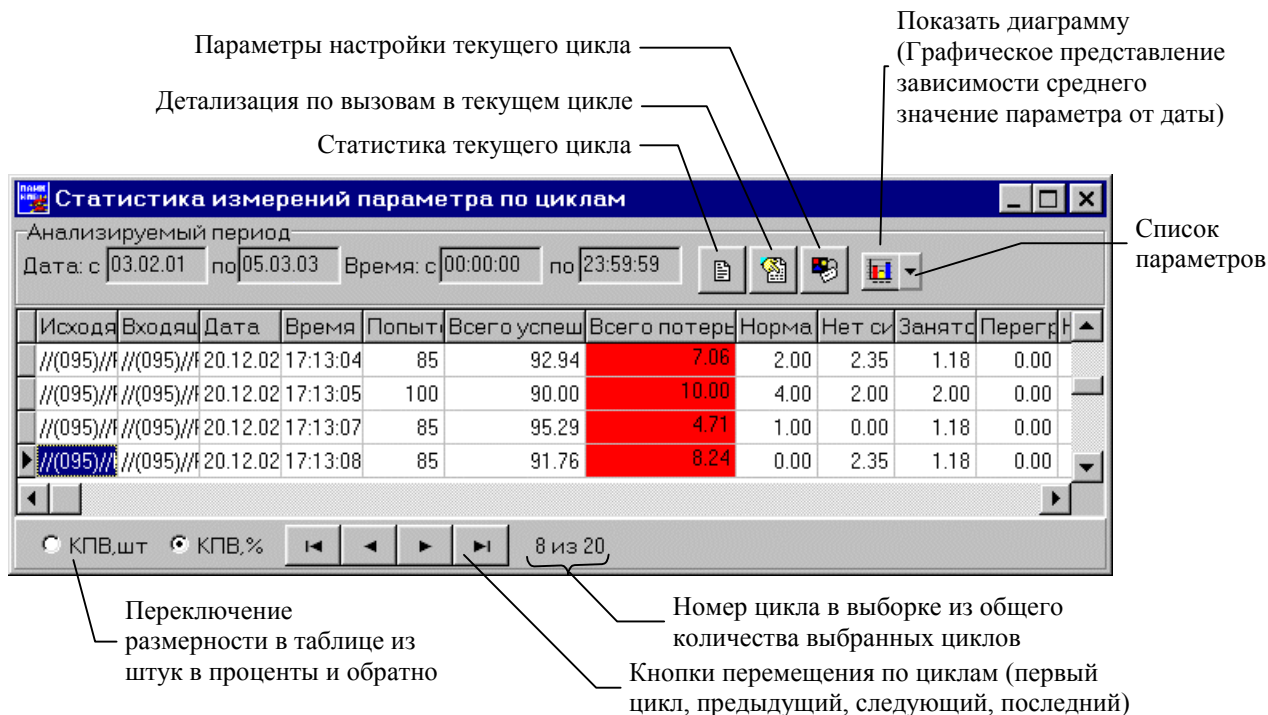 Показать диаграмму
(Графическое представление
зависимости среднего
значение параметра от даты)
Параметры настройки текущего цикла
Детализация по вызовам в текущем цикле
Статистика текущего цикла
Статистика измерений параметра по циклам
Анализируемый период
Дата: с 03.02.01 по 05.03.03 Время: с 00:00:00 по 23:59:59
Список
параметров
Исходя Входящ Дата Время Попыт Всего успеш Всего потерь Норма Нет си Занято Перегр
//(095)// //(095)// 20.12.02 17:13:04 85 92.94 7.06 2.00 2.35 1.18 0.00
//(095)// //(095)// 20.12.02 17:13:05 100 90.00 10.00 4.00 2.00 2.00 0.00
//(095)// //(095)// 20.12.02 17:13:07 85 95.29 4.71 1.00 0.00 1.18 0.00
//(095)// //(095)// 20.12.02 17:13:08 85 91.76 8.24 0.00 2.35 1.18 0.00
КПВ,шт КПВ,% 8 из 20
Переключение
размерности в таблице из
штук в проценты и обратно
Номер цикла в выборке из общего
количества выбранных циклов
Кнопки перемещения по циклам (первый
цикл, предыдущий, следующий, последний)